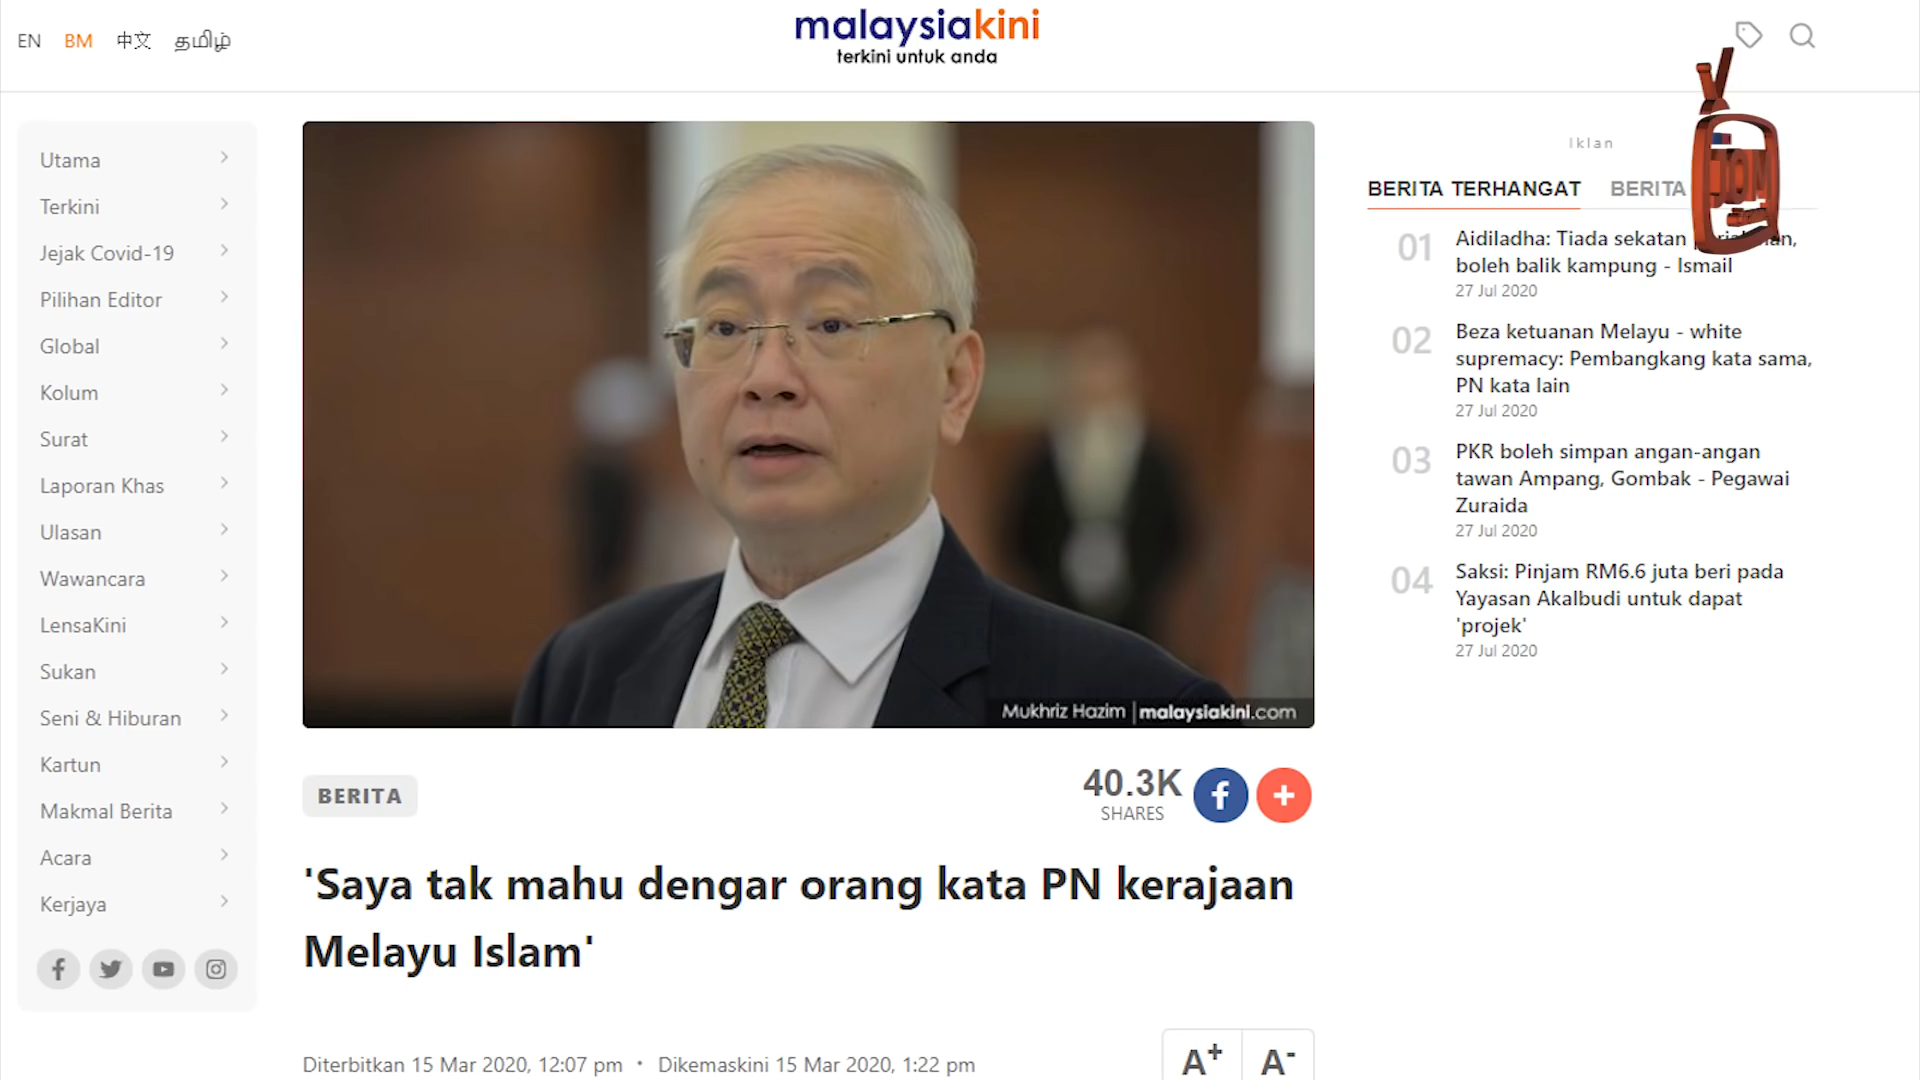 EN BM 中文 தமிழ்
malaysiakini
terkini untuk anda
Utama
Terkini
Jejak Covid-19
Pilihan Editor
Global
Kolum
Surat
Laporan Khas
Ulasan
Wawancara
LensaKini
Sukan
Seni & Hiburan
Kartun
Makmal Berita
Acara
Kerjaya
Mukhriz Hazim | malaysiakini.com
BERITA
40.3K
SHARES
'Saya tak mahu dengar orang kata PN kerajaan
Melayu Islam'
Diterbitkan 15 Mar 2020, 12:07 pm · Dikemaskini 15 Mar 2020, 1:22 pm
A+ A-
Iklan
BERITA TERHANGAT BERITA
01 Aidiladha: Tiada sekatan
boleh balik kampung - Ismail
27 Jul 2020
02 Beza ketuanan Melayu - white
supremacy: Pembangkang kata sama,
PN kata lain
27 Jul 2020
03 PKR boleh simpan angan-angan
tawan Ampang, Gombak - Pegawai
Zuraida
27 Jul 2020
04 Saksi: Pinjam RM6.6 juta beri pada
Yayasan Akalbudi untuk dapat
'projek'
27 Jul 2020